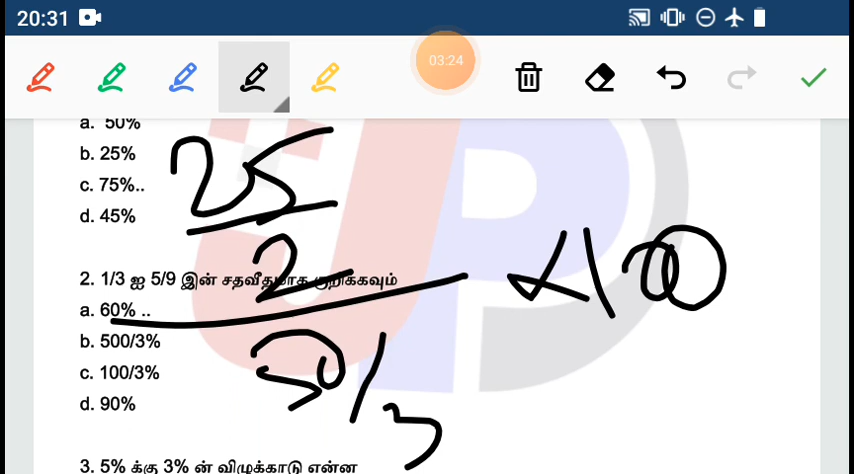 20:31
03:24
a. 50%
b. 25%
c. 75%..
d. 45%
25
2
×100
2. 1/3 ஐ 5/9 இன் சதவீதமாக குறிக்கவும்
a. 60% ..
b. 500/3%
c. 100/3%
d. 90%
50/3
3. 5% க்கு 3% ன் விழுக்காடு என்ன